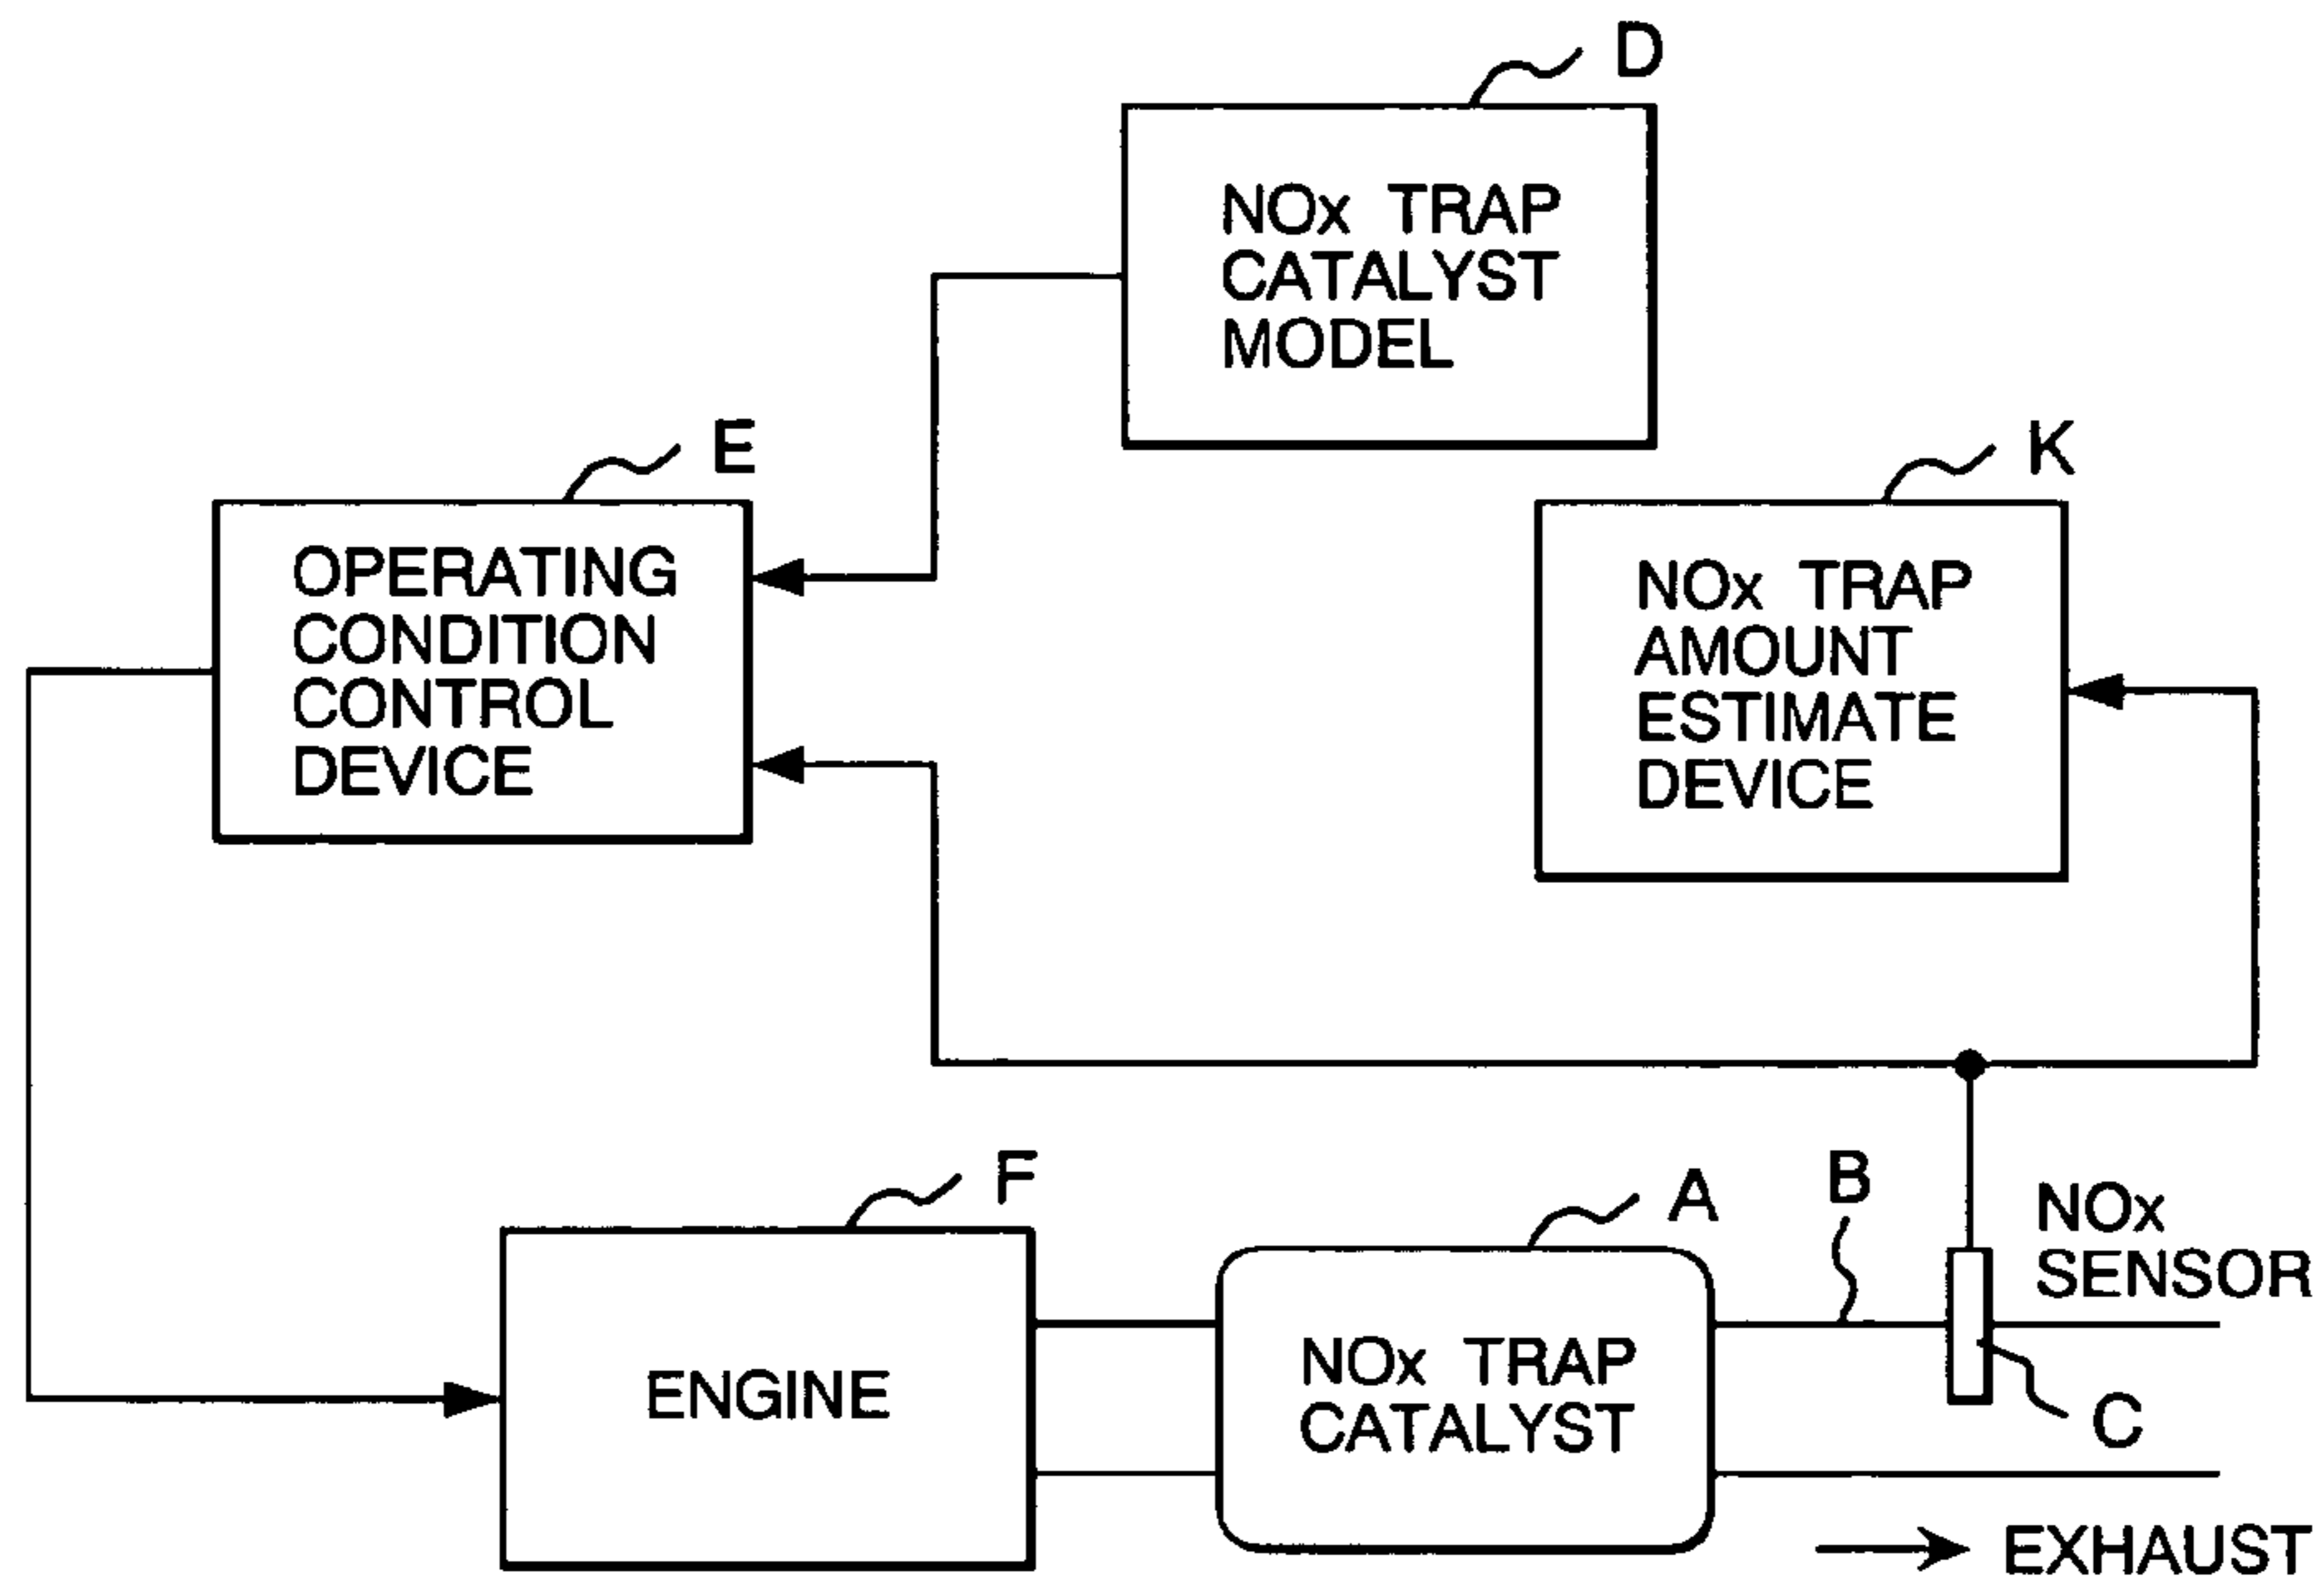 D
NOx TRAP
CATALYST
MODEL
E
K
OPERATING
CONDITION
CONTROL
DEVICE
NOx TRAP
AMOUNT
ESTIMATE
DEVICE
F
A
B
NOx
SENSOR
ENGINE
NOx TRAP
CATALYST
C
EXHAUST